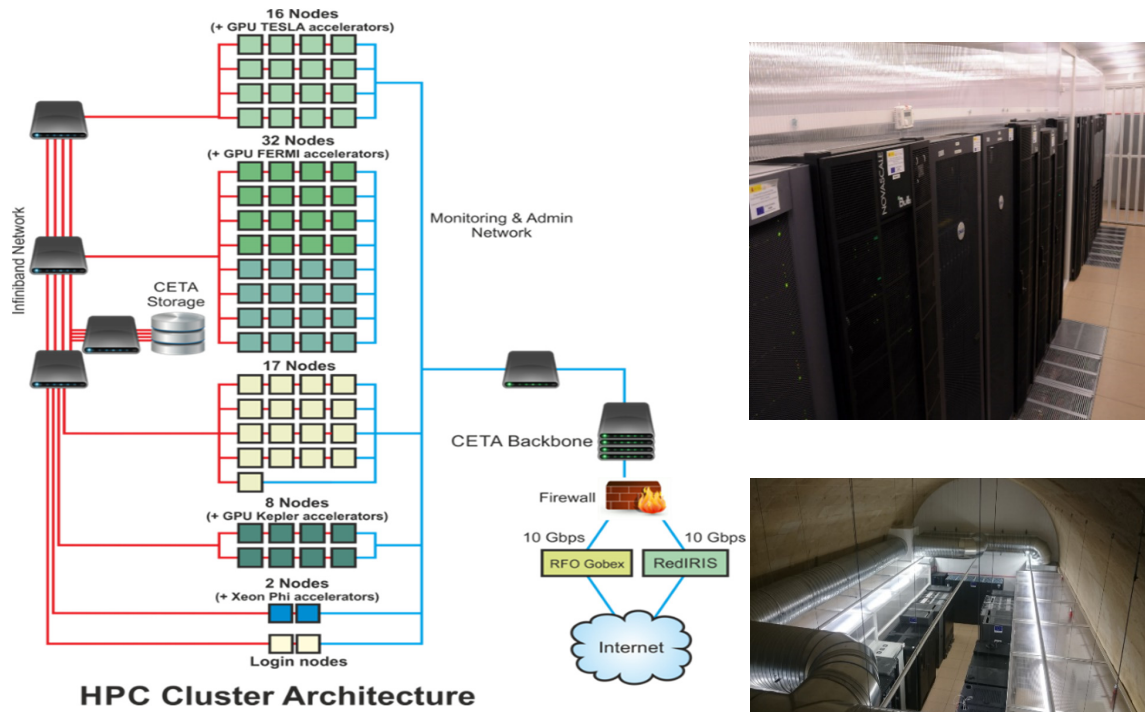 16 Nodes
(+ GPU TESLA accelerators)
32 Nodes
(+ GPU FERMI accelerators)
Monitoring & Admin
Network
Infiniband Network
CETA
Storage
17 Nodes
CETA Backbone
Firewall
8 Nodes
(+ GPU Kepler accelerators)
10 Gbps
10 Gbps
RFO Gobex
RedIRIS
2 Nodes
(+ Xeon Phi accelerators)
Internet
Login nodes
HPC Cluster Architecture
NOVASCALE